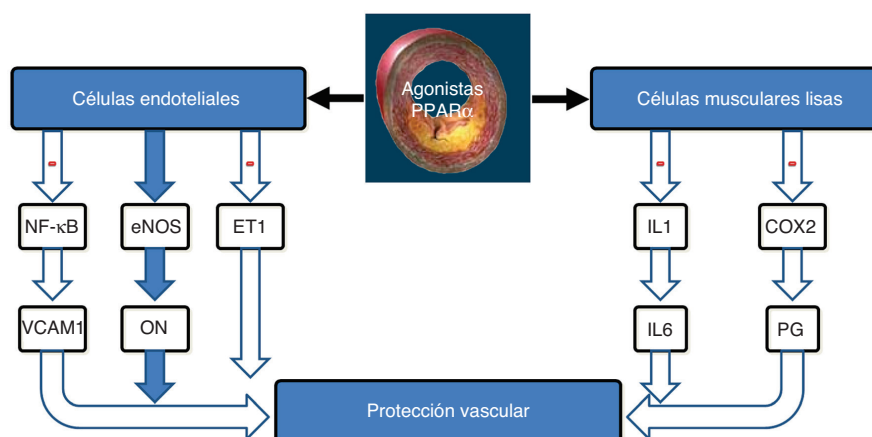 Agonistas
PPARα
Células endoteliales
Células musculares lisas
-
-
-
-
NF-κB
eNOS
ET1
IL1
COX2
VCAM1
ON
IL6
PG
Protección vascular